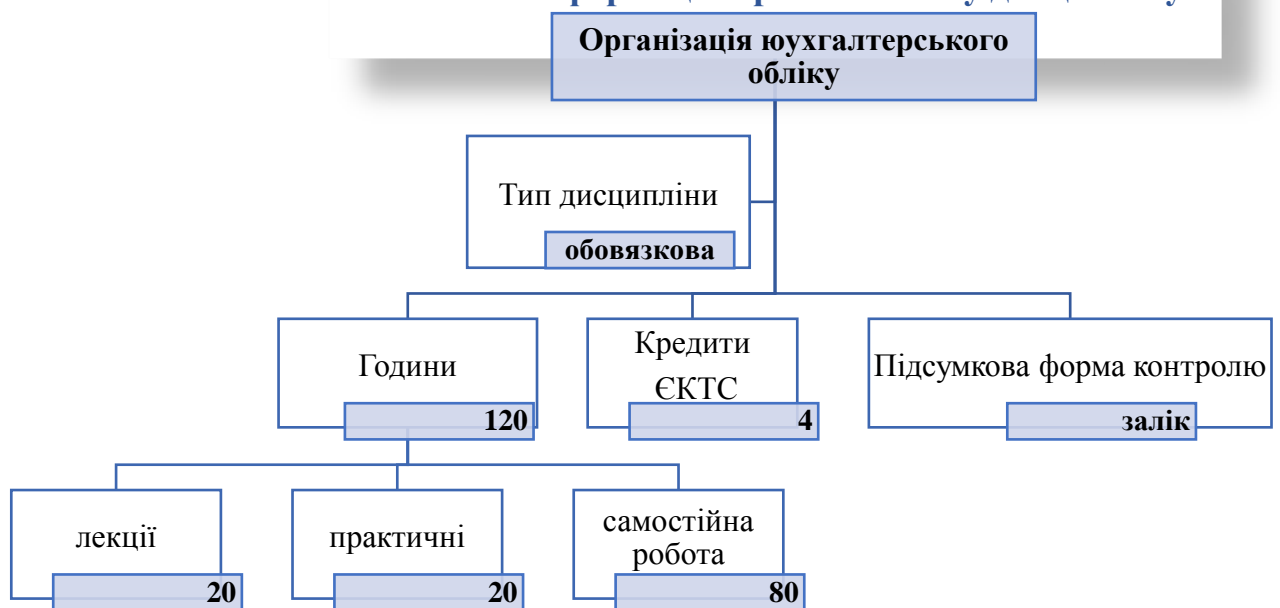 Організація юухгалтерського
обліку
Тип дисципліни
обовязкова
Години
120
Кредити
ЄКТС
4
Підсумкова форма контролю
залік
лекції
20
практичні
20
самостійна
робота
80